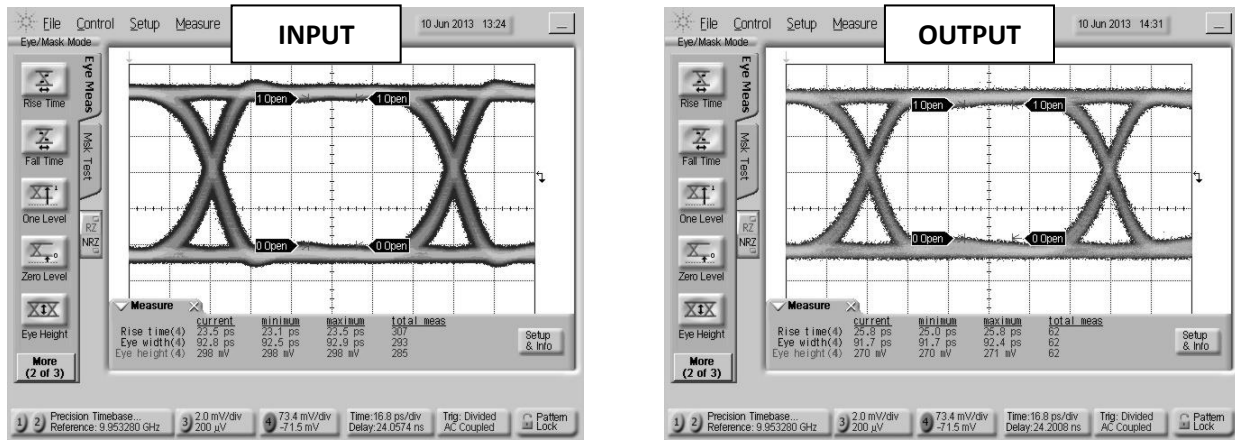 File Control Setup Measure INPUT 10 Jun 2013 13:24
Eye/Mask Mode
Eye Meas
Msk Test
RZ
NRZ
Rise Time
Fall Time
One Level
Zero Level
Eye Height
More
(2 of 3)
1 Open 1 Open
0 Open 0 Open
Measure
current minimum maximum total meas
Rise time(4) 23.5 ps 23.1 ps 23.5 ps 307
Eye width(4) 92.8 ps 92.5 ps 92.9 ps 293
Eye height(4) 298 mV 298 mV 298 mV 285
Setup
& Info
1 2 Precision Timebase... 3 2.0 mV/div 4 73.4 mV/div Time:16.8 ps/div Trig: Divided Pattern
Reference: 9.953280 GHz 200 µV -71.5 mV Delay:24.0574 ns AC Coupled Lock
File Control Setup Measure OUTPUT 10 Jun 2013 14:31
Eye/Mask Mode
Eye Meas
Msk Test
RZ
NRZ
Rise Time
Fall Time
One Level
Zero Level
Eye Height
More
(2 of 3)
1 Open 1 Open
0 Open 0 Open
Measure
current minimum maximum total meas
Rise time(4) 25.8 ps 25.0 ps 25.8 ps 62
Eye width(4) 91.7 ps 91.7 ps 92.4 ps 62
Eye height(4) 270 mV 270 mV 271 mV 62
Setup
& Info
1 2 Precision Timebase... 3 2.0 mV/div 4 73.4 mV/div Time:16.8 ps/div Trig: Divided Pattern
Reference: 9.953280 GHz 200 µV -71.5 mV Delay:24.2008 ns AC Coupled Lock